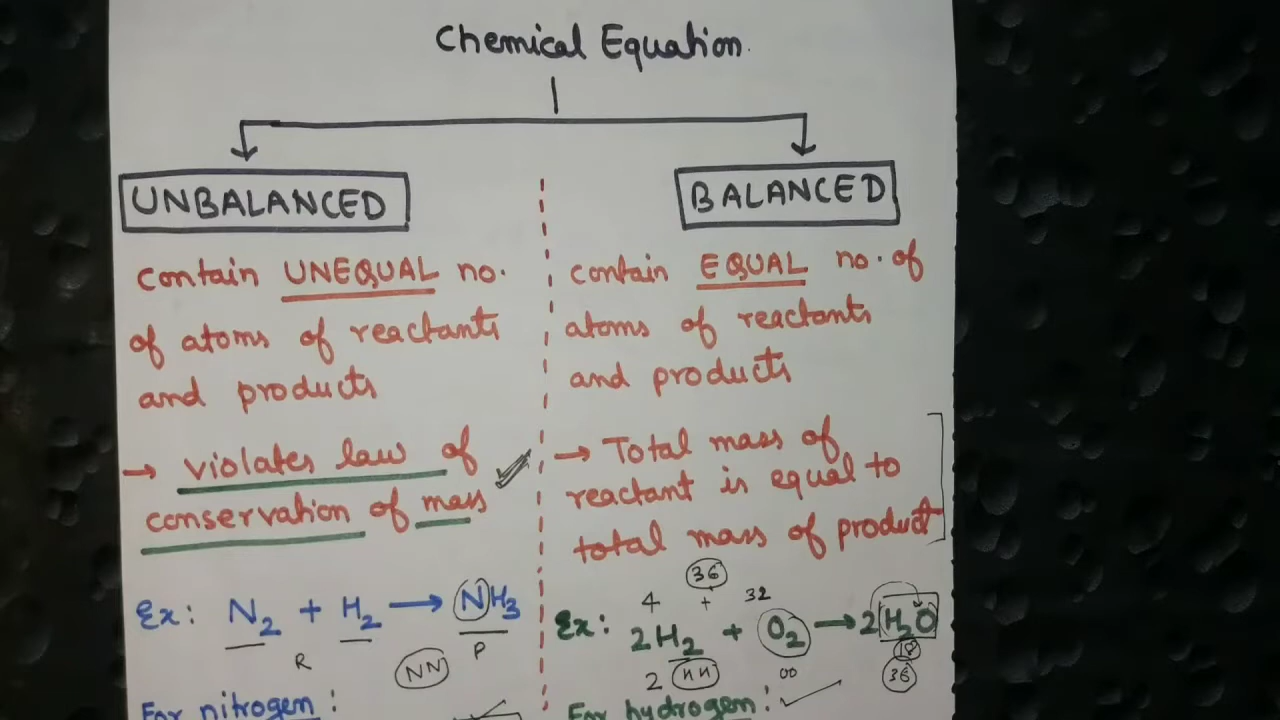 Chemical Equation.
UNBALANCED
contain UNEQUAL no.
of atoms of reactants
and products
→ violates law of
conservation of mass
Ex: N₂ + H₂ → NH₃
R
P
NN
For nitrogen :
BALANCED
contain EQUAL no. of
atoms of reactants
and products
→ Total mass of
reactant is equal to
total mass of product
36
4 + 32
Ex: 2H₂ + O₂ → 2H₂O
18
2 HH OO 36
For hydrogen :